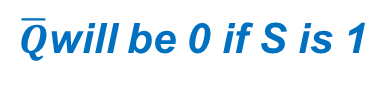 Q̅ will be 0 if S is 1